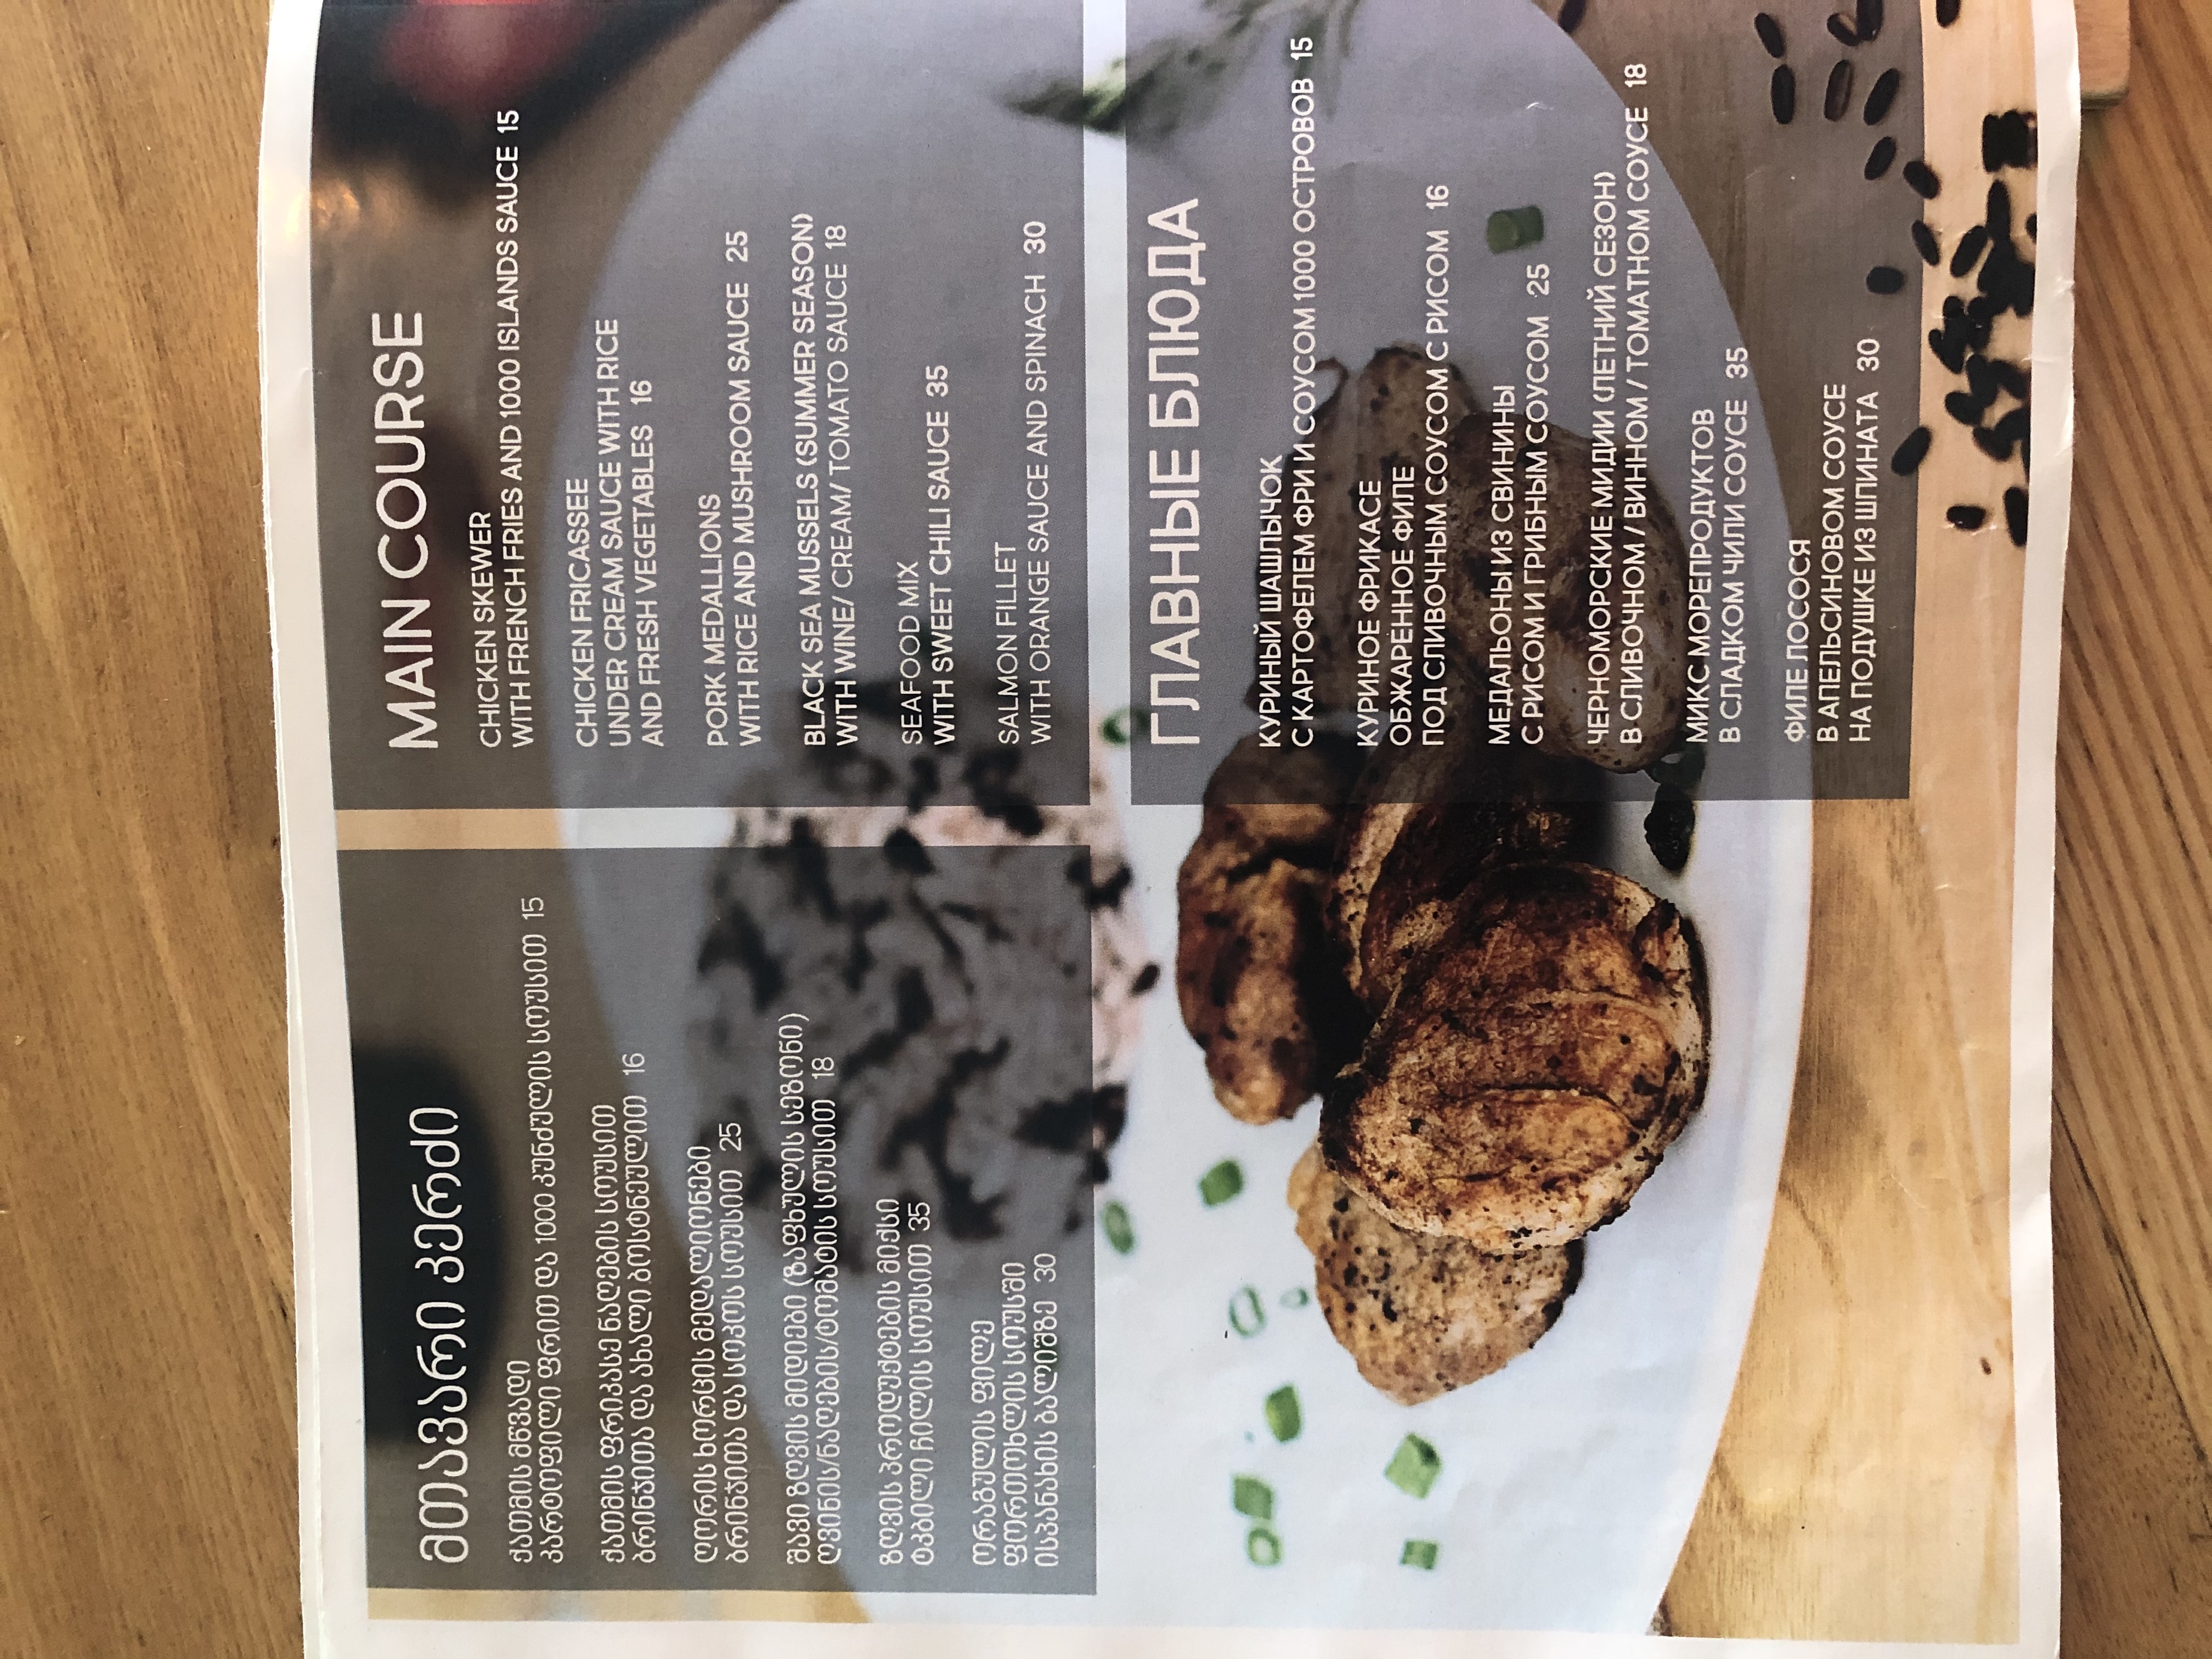 მთავარი კერძი
ქათმის მწვადი
კარტოფილი ფრით და 1000 კუნძულის სოუსით 15
ქათმის ფრიკასე ნაღების სოუსით
ბრინჯითა და ახალი ბოსტნეულით 16
ღორის ხორცის მედალიონები
ბრინჯითა და სოკოს სოუსით 25
შავი ზღვის მიდიები (ზაფხულის სეზონი)
ღვინის/ნაღების/ტომატის სოუსით 18
ზღვის პროდუქტების მიქსი
ტკბილი ჩილის სოუსით 35
ორაგულის ფილე
ფორთოხლის სოუსში
ისპანახის ბალიშზე 30
MAIN COURSE
CHICKEN SKEWER
WITH FRENCH FRIES AND 1000 ISLANDS SAUCE 15
CHICKEN FRICASSEE
UNDER CREAM SAUCE WITH RICE
AND FRESH VEGETABLES 16
PORK MEDALLIONS
WITH RICE AND MUSHROOM SAUCE 25
BLACK SEA MUSSELS (SUMMER SEASON)
WITH WINE/ CREAM/ TOMATO SAUCE 18
SEAFOOD MIX
WITH SWEET CHILI SAUCE 35
SALMON FILLET
WITH ORANGE SAUCE AND SPINACH 30
ГЛАВНЫЕ БЛЮДА
КУРИНЫЙ ШАШЛЫЧОК
С КАРТОФЕЛЕМ ФРИ И СОУСОМ 1000 ОСТРОВОВ 15
КУРИНОЕ ФРИКАСЕ
ОБЖАРЕННОЕ ФИЛЕ
ПОД СЛИВОЧНЫМ СОУСОМ С РИСОМ 16
МЕДАЛЬОНЫ ИЗ СВИНИНЫ
С РИСОМ И ГРИБНЫМ СОУСОМ 25
ЧЕРНОМОРСКИЕ МИДИИ (ЛЕТНИЙ СЕЗОН)
В СЛИВОЧНОМ / ВИННОМ / ТОМАТНОМ СОУСЕ 18
МИКС МОРЕПРОДУКТОВ
В СЛАДКОМ ЧИЛИ СОУСЕ 35
ФИЛЕ ЛОСОСЯ
В АПЕЛЬСИНОВОМ СОУСЕ
НА ПОДУШКЕ ИЗ ШПИНАТА 30